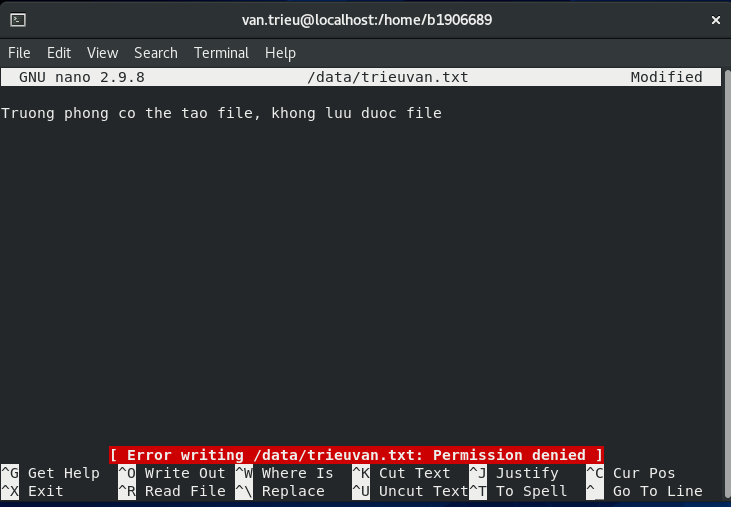 van.trieu@localhost:/home/b1906689
File Edit View Search Terminal Help
GNU nano 2.9.8 /data/trieuvan.txt Modified
Truong phong co the tao file, khong luu duoc file
[ Error writing /data/trieuvan.txt: Permission denied ]
^G Get Help ^O Write Out ^W Where Is ^K Cut Text ^J Justify ^C Cur Pos
^X Exit ^R Read File ^\ Replace ^U Uncut Text ^T To Spell ^_ Go To Line